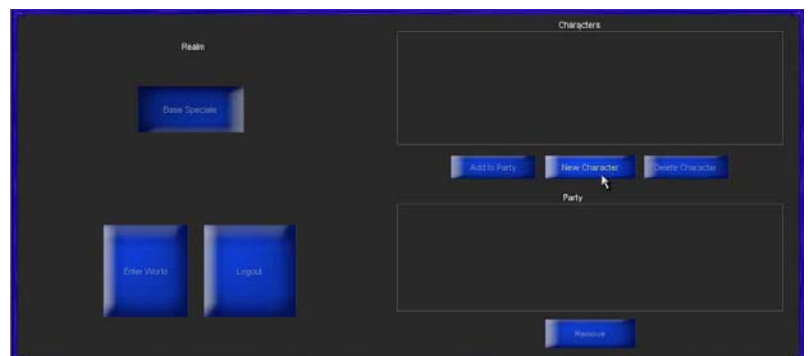 Realm
Base Speciale
Enter World
Logout
Characters
Add to Party
New Character
Delete Character
Party
Remove